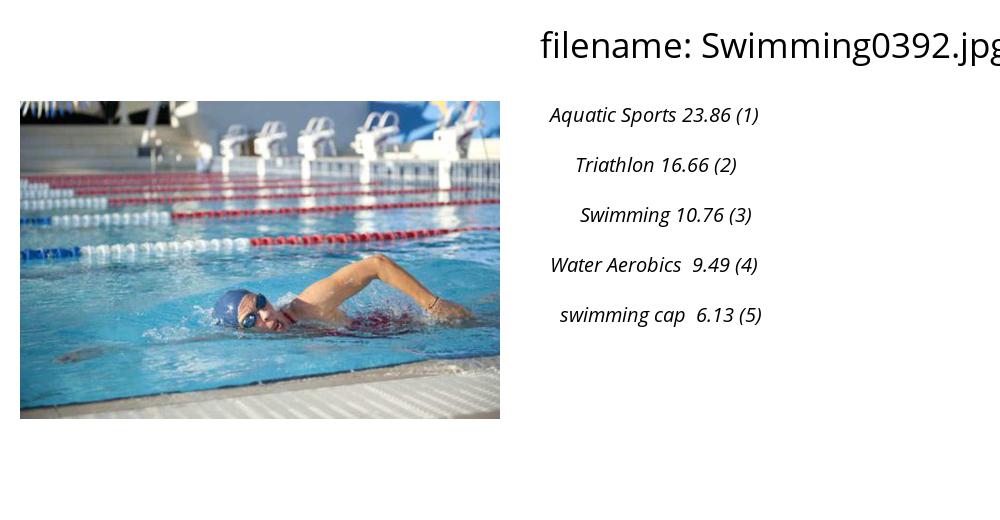 filename: Swimming0392.jpg
Aquatic Sports 23.86 (1)
Triathlon 16.66 (2)
Swimming 10.76 (3)
Water Aerobics 9.49 (4)
swimming cap 6.13 (5)